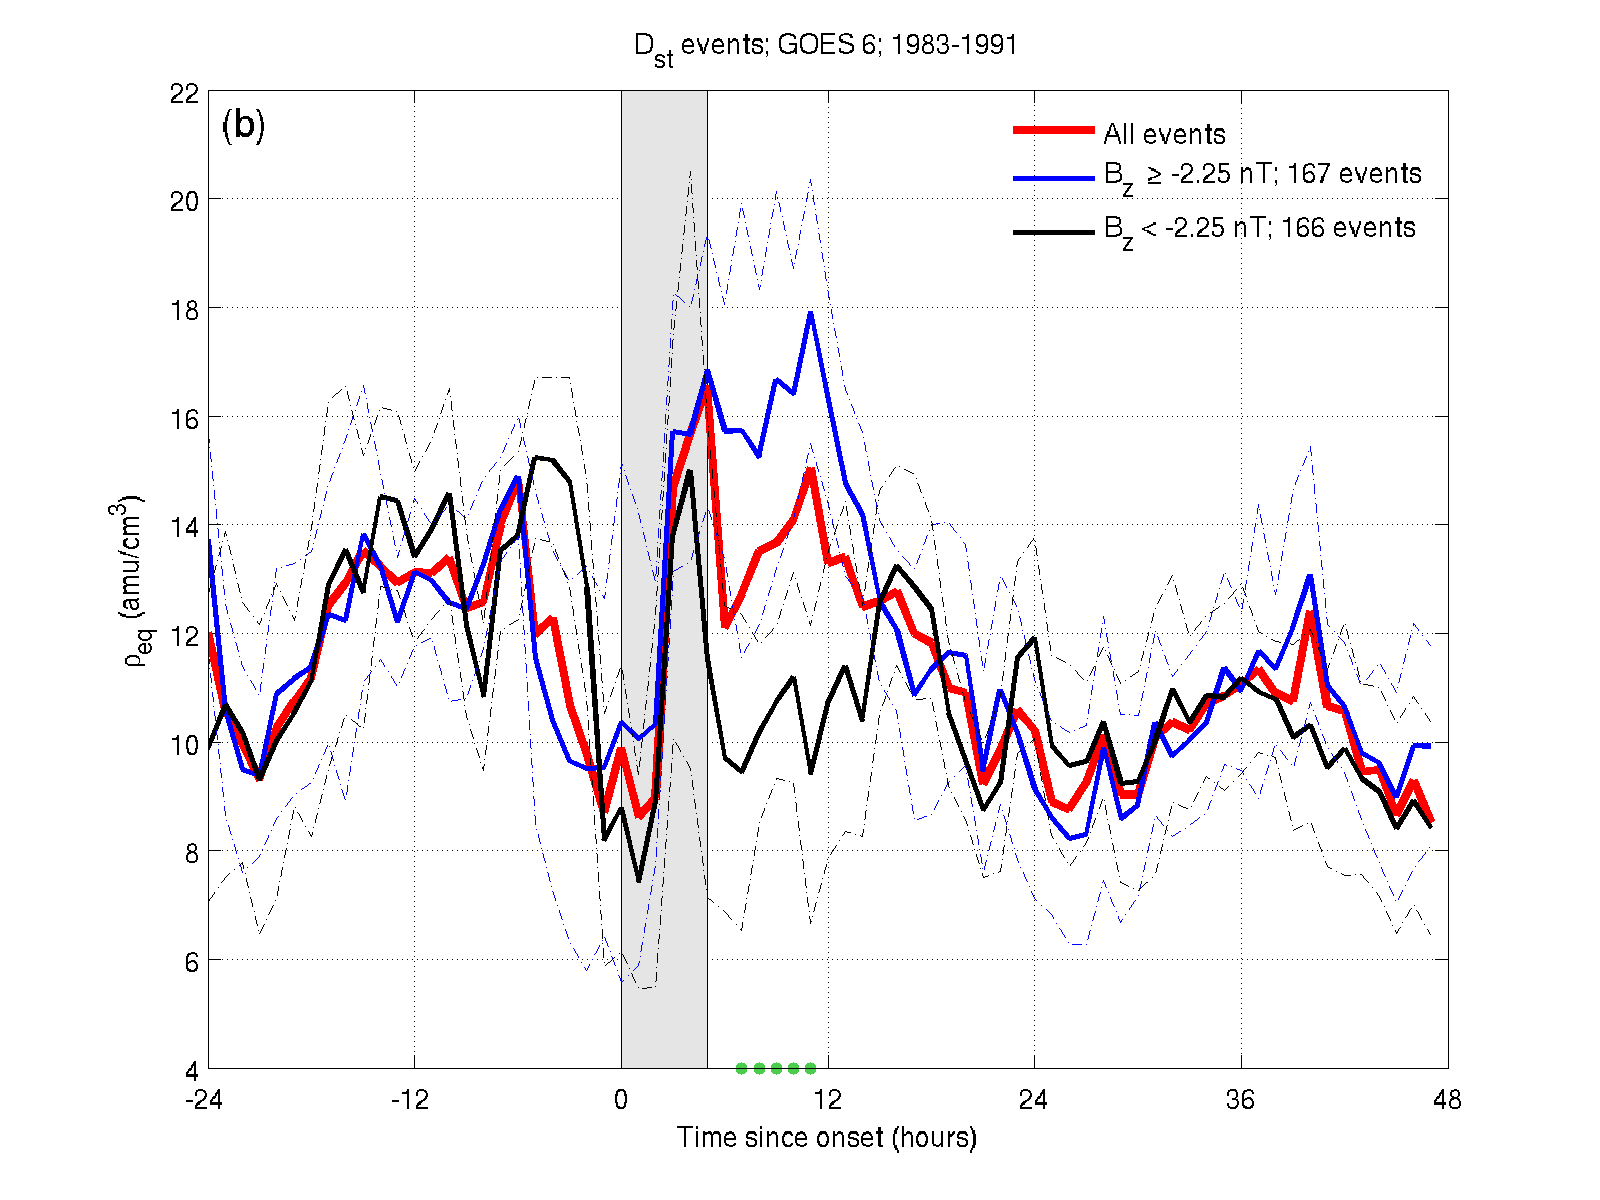 D_st events; GOES 6; 1983-1991
(b)
All events
B_z ≥ -2.25 nT; 167 events
B_z < -2.25 nT; 166 events
ρ_eq (amu/cm³)
22
20
18
16
14
12
10
8
6
4
-24 -12 0 12 24 36 48
Time since onset (hours)